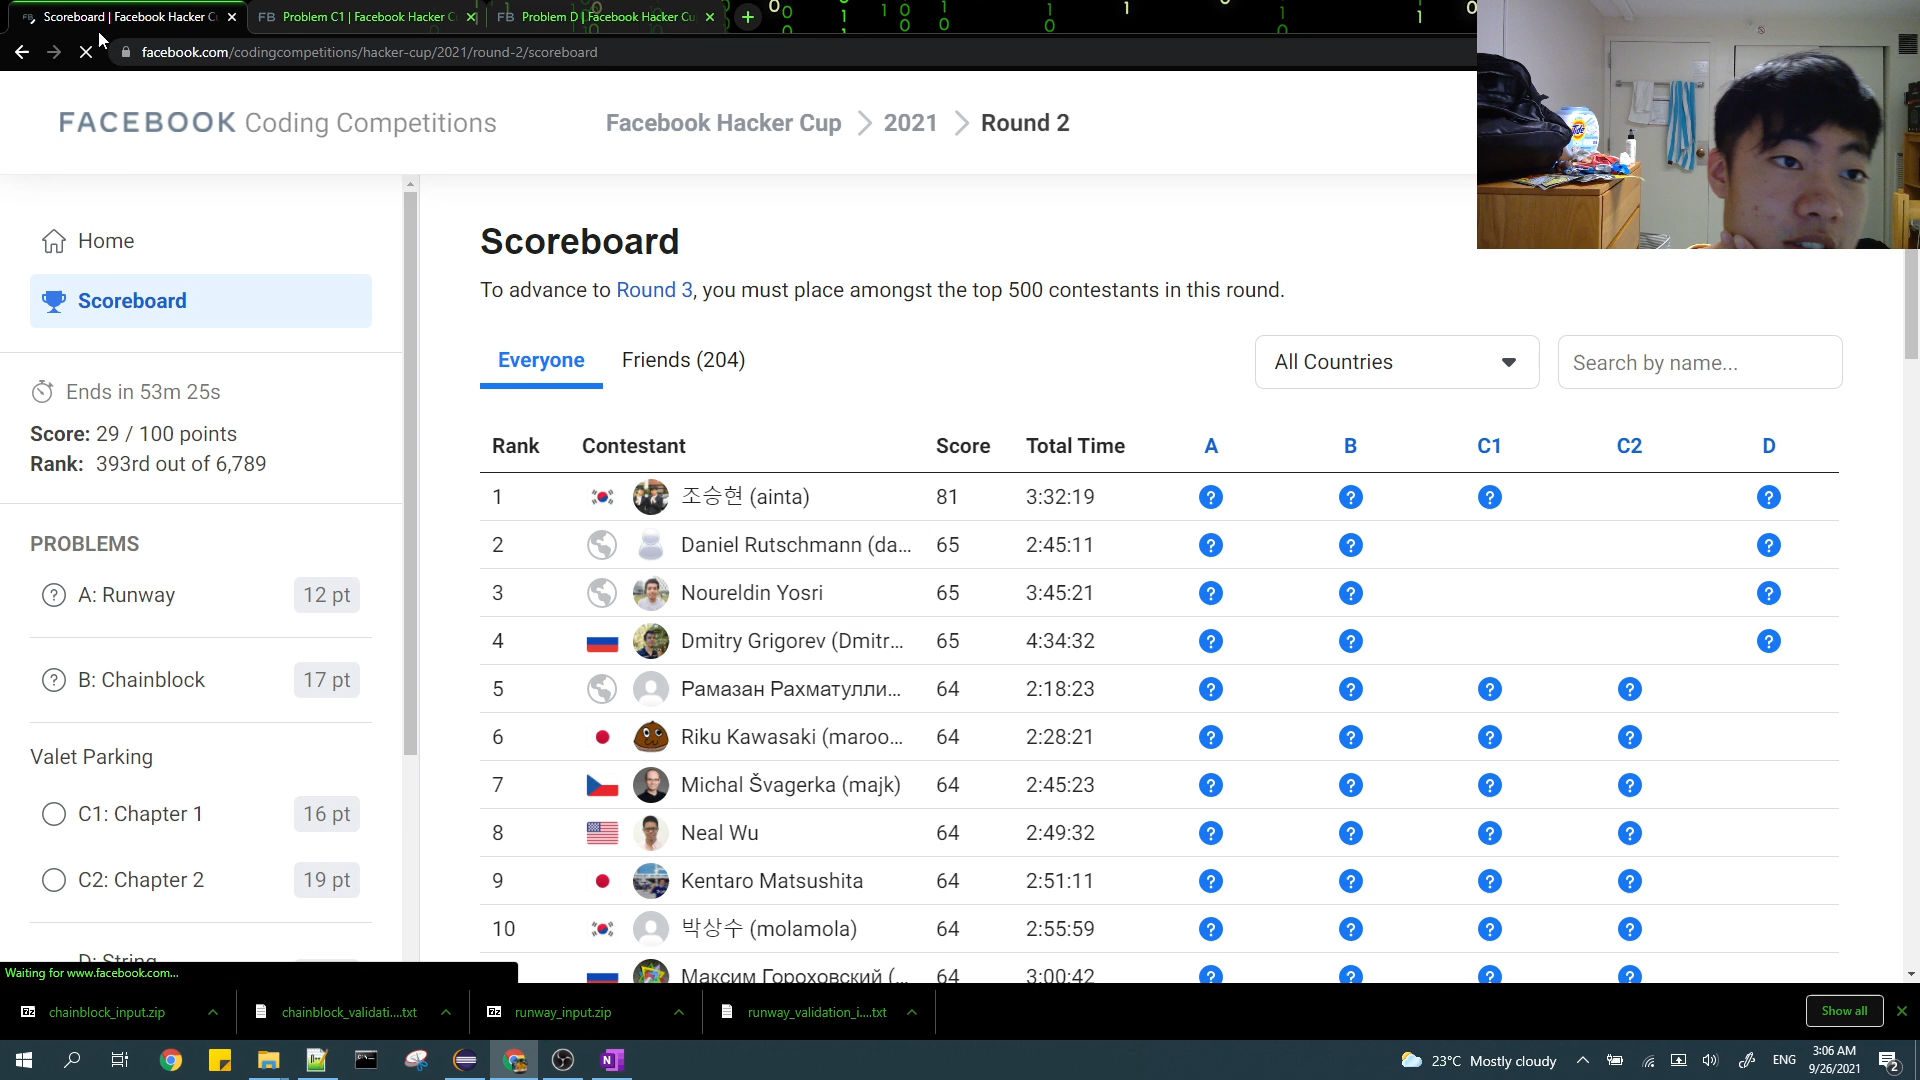 Scoreboard | Facebook Hacker C
Problem C1 | Facebook Hacker C
Problem D | Facebook Hacker Cu
facebook.com/codingcompetitions/hacker-cup/2021/round-2/scoreboard
FACEBOOK Coding Competitions
Facebook Hacker Cup
2021
Round 2
Tide
Home
Scoreboard
Ends in 53m 25s
Score: 29 / 100 points
Rank: 393rd out of 6,789
PROBLEMS
A: Runway 12 pt
B: Chainblock 17 pt
Valet Parking
C1: Chapter 1 16 pt
C2: Chapter 2 19 pt
D: String
Scoreboard
To advance to Round 3, you must place amongst the top 500 contestants in this round.
Everyone
Friends (204)
All Countries
Search by name...
Rank Contestant Score Total Time A B C1 C2 D
1 조승현 (ainta) 81 3:32:19 ? ? ? ?
2 Daniel Rutschmann (da... 65 2:45:11 ? ? ?
3 Noureldin Yosri 65 3:45:21 ? ? ?
4 Dmitry Grigorev (Dmitr... 65 4:34:32 ? ? ?
5 Рамазан Рахматулли... 64 2:18:23 ? ? ? ?
6 Riku Kawasaki (maroo... 64 2:28:21 ? ? ? ?
7 Michal Švagerka (majk) 64 2:45:23 ? ? ? ?
8 Neal Wu 64 2:49:32 ? ? ? ?
9 Kentaro Matsushita 64 2:51:11 ? ? ? ?
10 박상수 (molamola) 64 2:55:59 ? ? ? ?
Максим Гороховский (... 64 3:00:42 ? ? ? ?
Waiting for www.facebook.com...
chainblock_input.zip
chainblock_validati....txt
runway_input.zip
runway_validation_i....txt
Show all
23°C Mostly cloudy
ENG
3:06 AM
9/26/2021
2